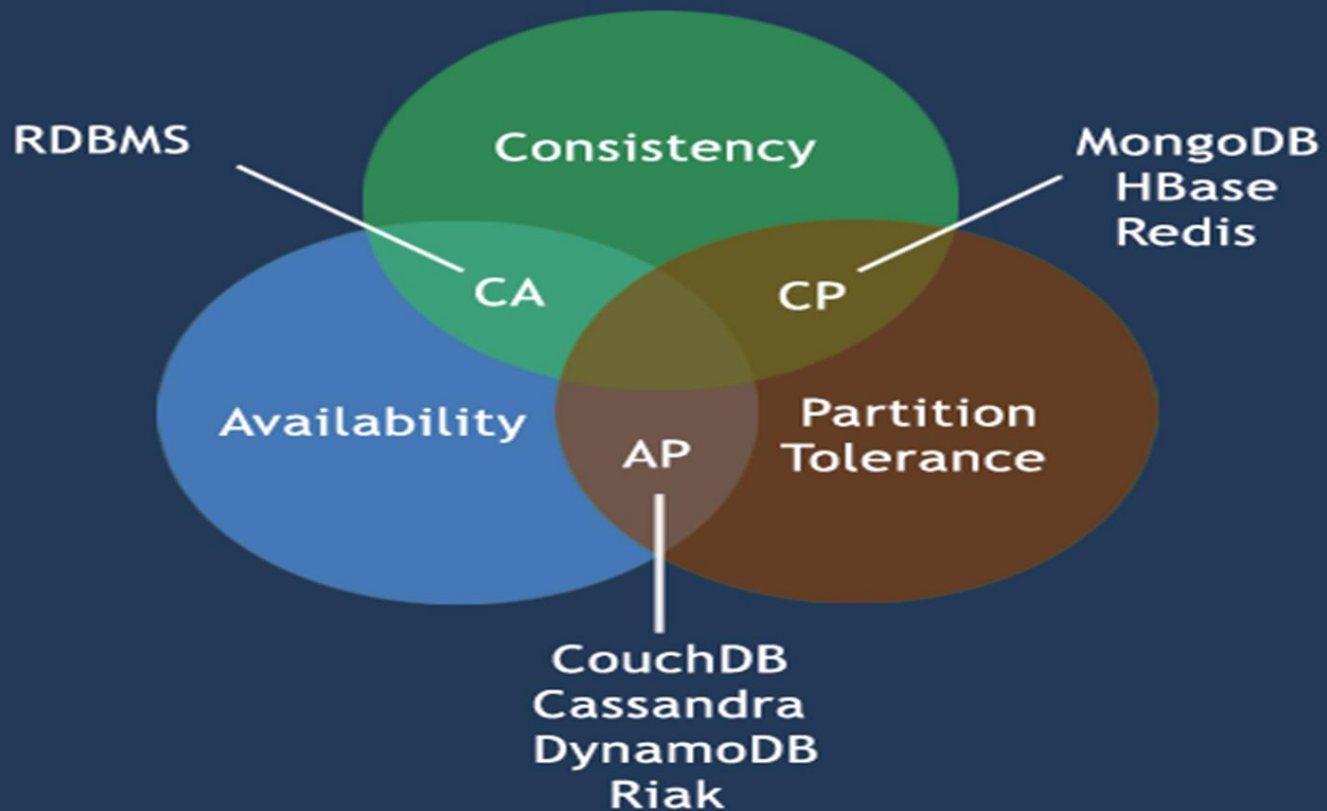 RDBMS
Consistency
MongoDB
HBase
Redis
CA
CP
Availability
Partition
Tolerance
AP
CouchDB
Cassandra
DynamoDB
Riak